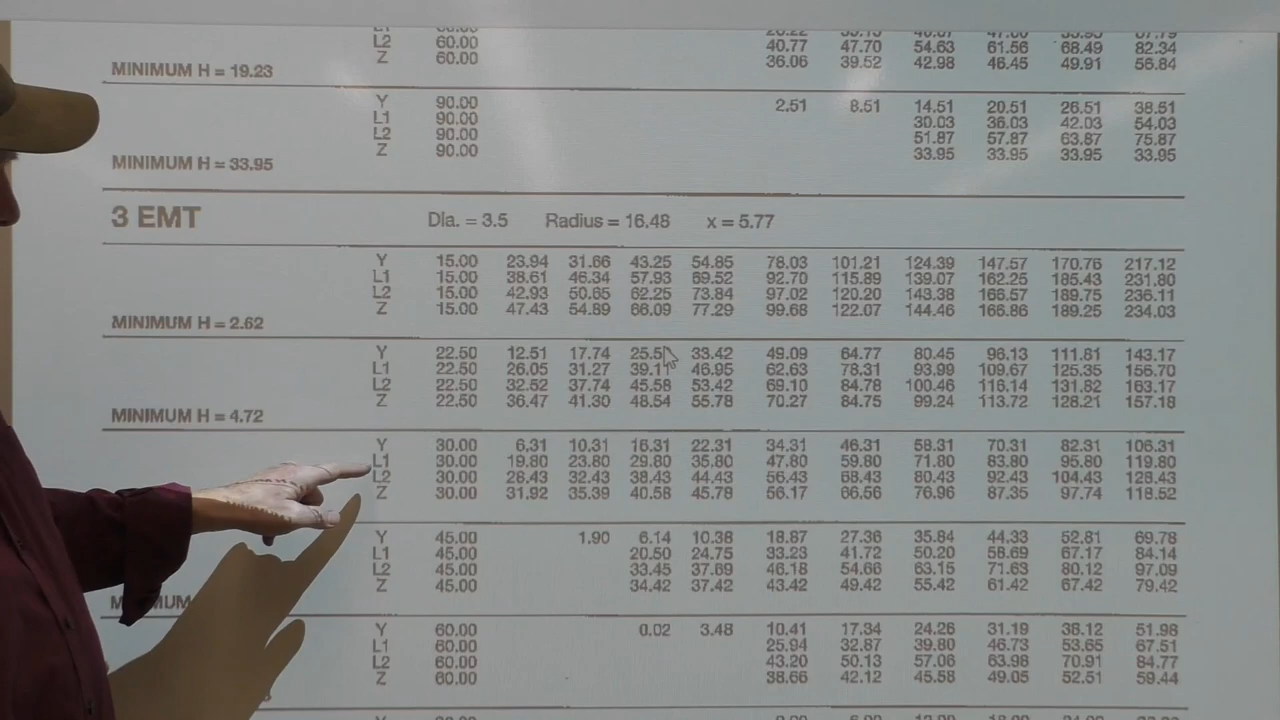 L2 60.00 40.77 47.70 54.63 61.56 68.49 82.34
Z 60.00 36.06 39.52 42.98 46.45 49.91 56.84
MINIMUM H = 19.23
Y 90.00 2.51 8.51 14.51 20.51 26.51 38.51
L1 90.00 30.03 36.03 42.03 54.03
L2 90.00 51.87 57.87 63.87 75.87
Z 90.00 33.95 33.95 33.95 33.95
MINIMUM H = 33.95
3 EMT Dia. = 3.5 Radius = 16.48 x = 5.77
Y 15.00 23.94 31.66 43.25 54.85 78.03 101.21 124.39 147.57 170.76 217.12
L1 15.00 38.61 46.34 57.93 69.52 92.70 115.89 139.07 162.25 185.43 231.80
L2 15.00 42.93 50.65 62.25 73.84 97.02 120.20 143.38 166.57 189.75 236.11
Z 15.00 47.43 54.89 66.09 77.29 99.68 122.07 144.46 166.86 189.25 234.03
MINIMUM H = 2.62
Y 22.50 12.51 17.74 33.42 49.09 64.77 80.45 96.13 111.81 143.17
L1 22.50 26.05 31.27 39.11 46.95 62.63 78.31 93.99 109.67 125.35 156.70
L2 22.50 32.52 37.74 45.58 53.42 69.10 84.78 100.46 116.14 131.82 163.17
Z 22.50 36.47 41.30 48.54 55.78 70.27 84.75 99.24 113.72 128.21 157.18
MINIMUM H = 4.72
Y 30.00 6.31 10.31 16.31 22.31 34.31 46.31 58.31 70.31 82.31 106.31
L1 30.00 19.80 23.80 29.80 35.80 47.80 59.80 71.80 83.80 95.80 119.80
L2 30.00 28.43 32.43 38.43 44.43 56.43 68.43 80.43 92.43 104.43 128.43
Z 30.00 31.92 35.39 40.58 45.78 56.17 66.56 76.96 87.35 97.74 118.52
Y 45.00 1.90 6.14 10.38 18.87 27.36 35.84 44.33 52.81 69.78
L1 45.00 20.50 24.75 33.23 41.72 50.20 58.69 67.17 84.14
L2 45.00 33.45 37.69 46.18 54.66 63.15 71.63 80.12 97.09
Z 45.00 34.42 37.42 43.42 49.42 55.42 61.42 67.42 79.42
Y 60.00 0.02 3.48 10.41 17.34 24.26 31.19 38.12 51.98
L1 60.00 25.94 32.87 39.80 46.73 53.65 67.51
L2 60.00 43.20 50.13 57.06 63.98 70.91 84.77
Z 60.00 38.66 42.12 45.58 49.05 52.51 59.44